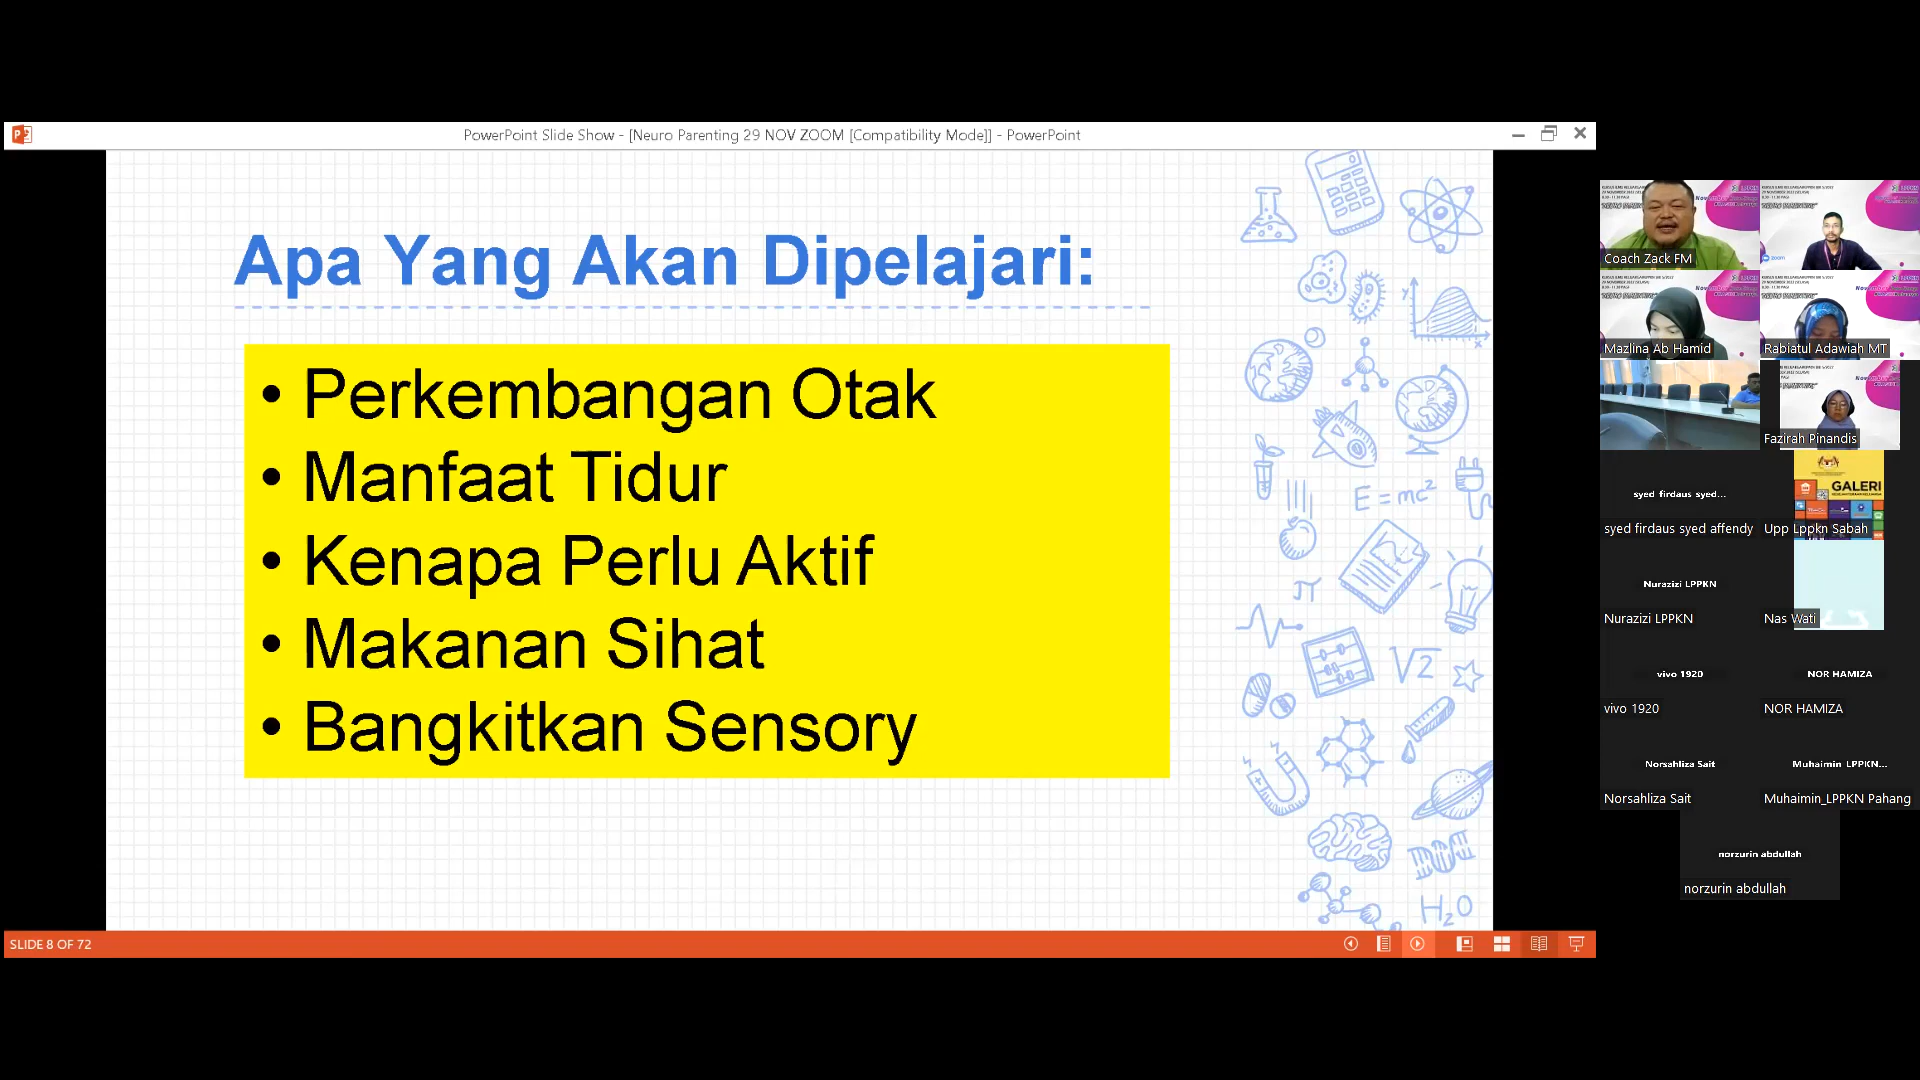 PowerPoint Slide Show - [Neuro Parenting 29 NOV ZOOM [Compatibility Mode]] - PowerPoint
Apa Yang Akan Dipelajari:
• Perkembangan Otak
• Manfaat Tidur
• Kenapa Perlu Aktif
• Makanan Sihat
• Bangkitkan Sensory
E=mc²
π
√2
H₂O
SLIDE 8 OF 72
Coach Zack FM
zoom
Mazlina Ab Hamid
Rabiatul Adawiah MT
Fazirah Pinandis
syed firdaus syed...
syed firdaus syed affendy
GALERI
Upp Lppkn Sabah
Nurazizi LPPKN
Nurazizi LPPKN
Nas Wati
vivo 1920
vivo 1920
NOR HAMIZA
NOR HAMIZA
Norsahliza Sait
Norsahliza Sait
Muhaimin_LPPKN...
Muhaimin_LPPKN Pahang
norzurin abdullah
norzurin abdullah